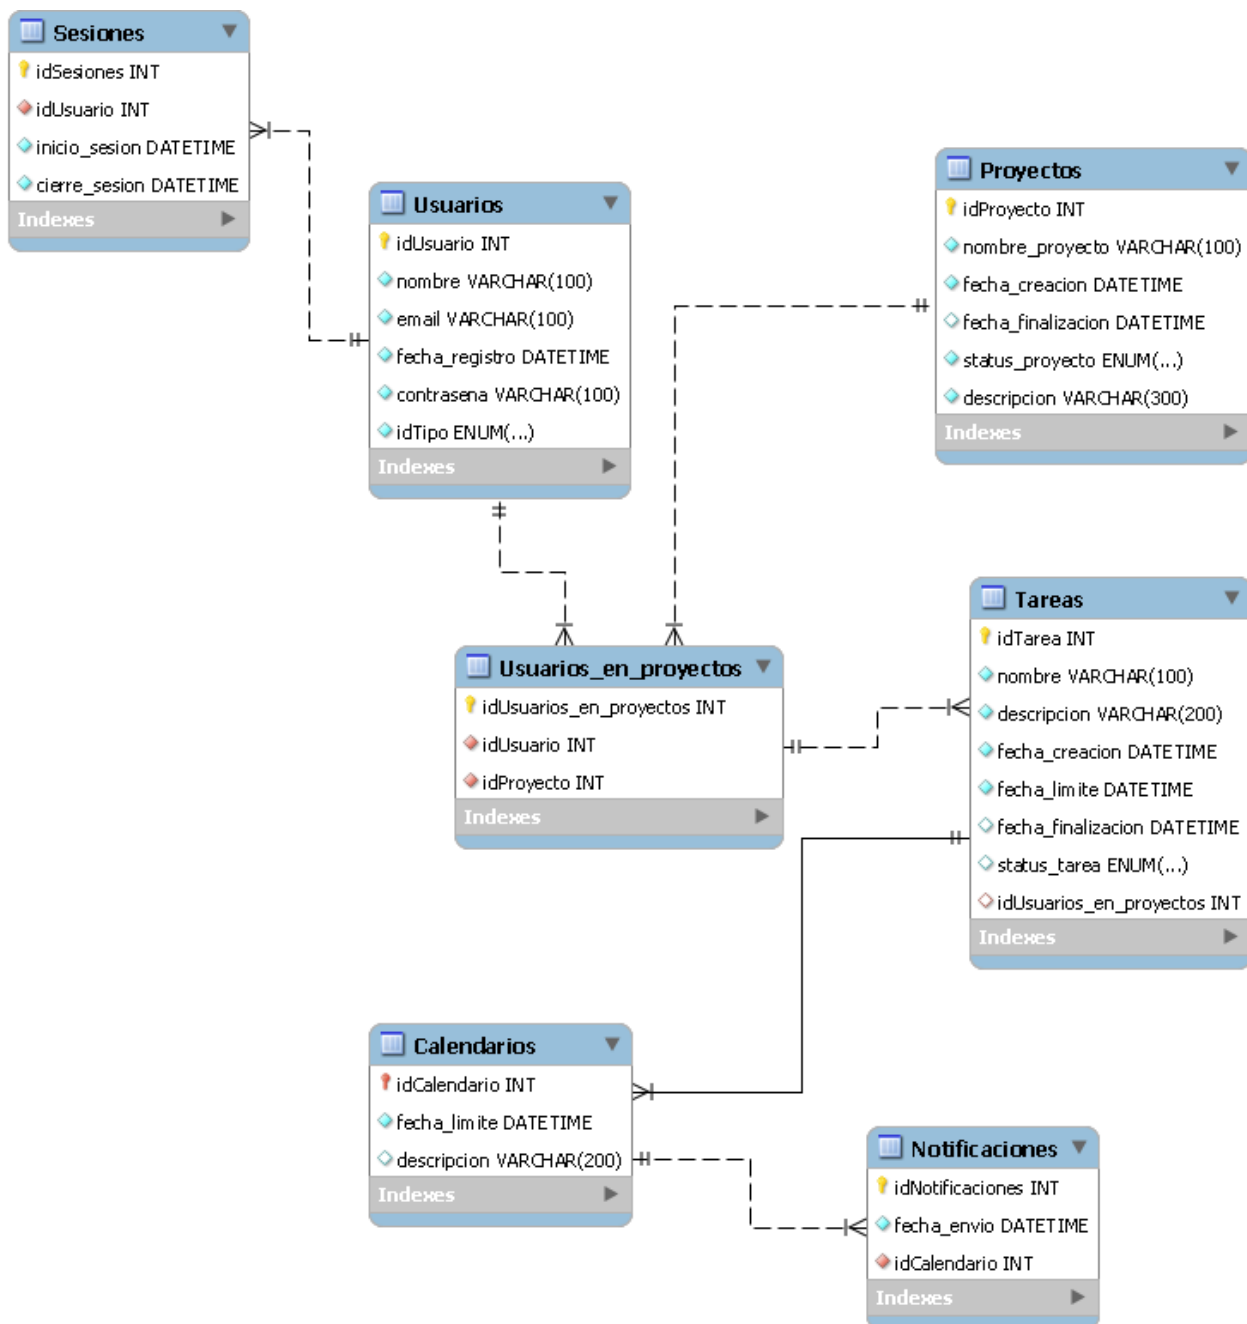 Sesiones
idSesiones INT
idUsuario INT
inicio_sesion DATETIME
cierre_sesion DATETIME
Indexes
Usuarios
idUsuario INT
nombre VARCHAR(100)
email VARCHAR(100)
fecha_registro DATETIME
contrasena VARCHAR(100)
idTipo ENUM(...)
Indexes
Proyectos
idProyecto INT
nombre_proyecto VARCHAR(100)
fecha_creacion DATETIME
fecha_finalizacion DATETIME
status_proyecto ENUM(...)
descripcion VARCHAR(300)
Indexes
Usuarios_en_proyectos
idUsuarios_en_proyectos INT
idUsuario INT
idProyecto INT
Indexes
Tareas
idTarea INT
nombre VARCHAR(100)
descripcion VARCHAR(200)
fecha_creacion DATETIME
fecha_limite DATETIME
fecha_finalizacion DATETIME
status_tarea ENUM(...)
idUsuarios_en_proyectos INT
Indexes
Calendarios
idCalendario INT
fecha_limite DATETIME
descripcion VARCHAR(200)
Indexes
Notificaciones
idNotificaciones INT
fecha_envio DATETIME
idCalendario INT
Indexes